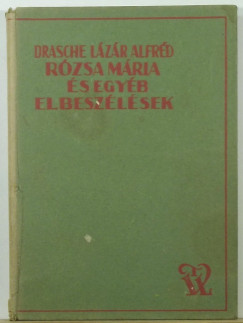 DRASCHE LÁZÁR ALFRÉD
RÓZSA MÁRIA
ÉS EGYÉB
ELBESZÉLÉSEK